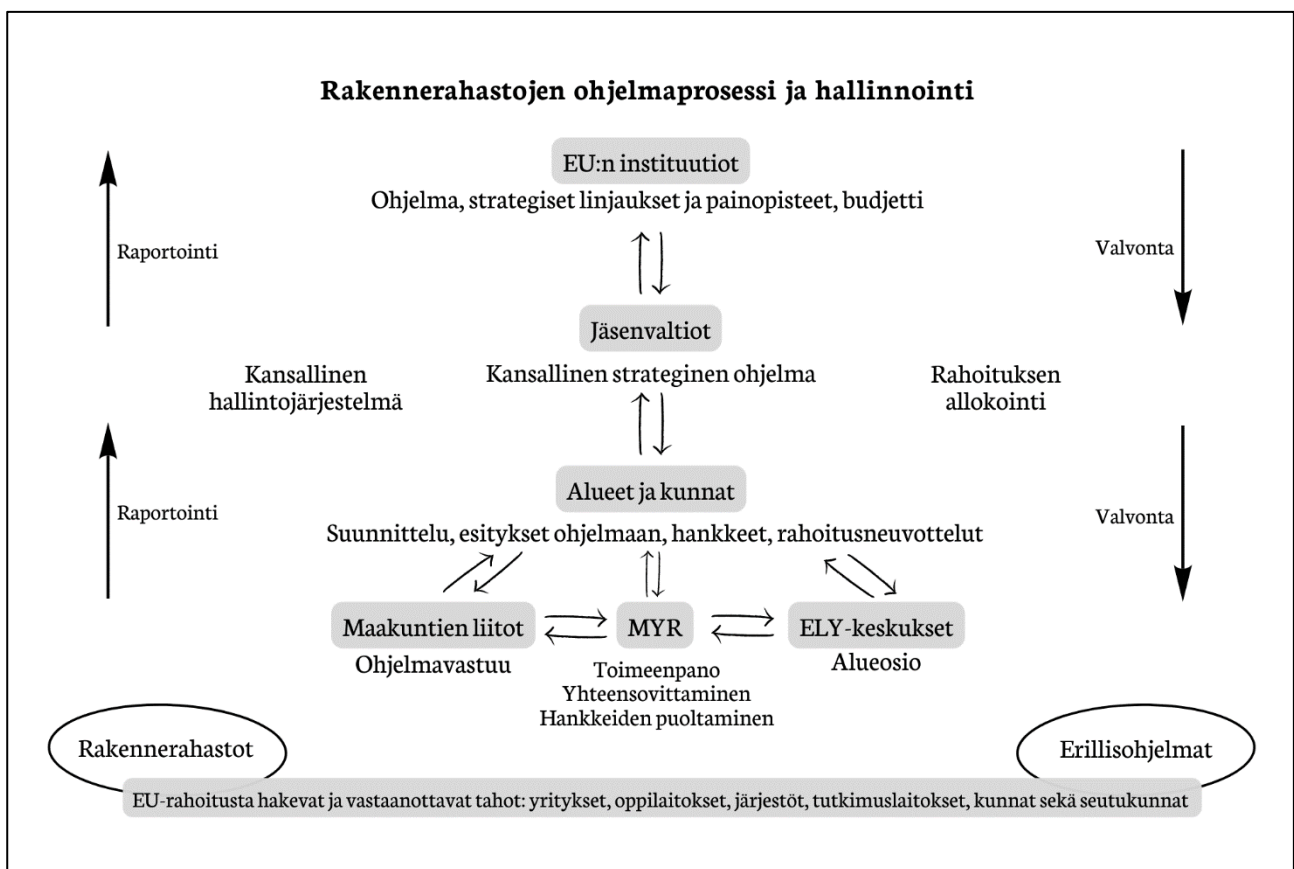 Rakennerahastojen ohjelmaprosessi ja hallinnointi
EU:n instituutiot
Ohjelma, strategiset linjaukset ja painopisteet, budjetti
Raportointi
Valvonta
Jäsenvaltiot
Kansallinen
hallintojärjestelmä
Kansallinen strateginen ohjelma
Rahoituksen
allokointi
Alueet ja kunnat
Raportointi
Valvonta
Suunnittelu, esitykset ohjelmaan, hankkeet, rahoitusneuvottelut
Maakuntien liitot
Ohjelmavastuu
MYR
Toimeenpano
Yhteensovittaminen
Hankkeiden puoltaminen
ELY-keskukset
Alueosio
Rakennerahastot
Erillisohjelmat
EU-rahoitusta hakevat ja vastaanottavat tahot: yritykset, oppilaitokset, järjestöt, tutkimuslaitokset, kunnat sekä seutukunnat